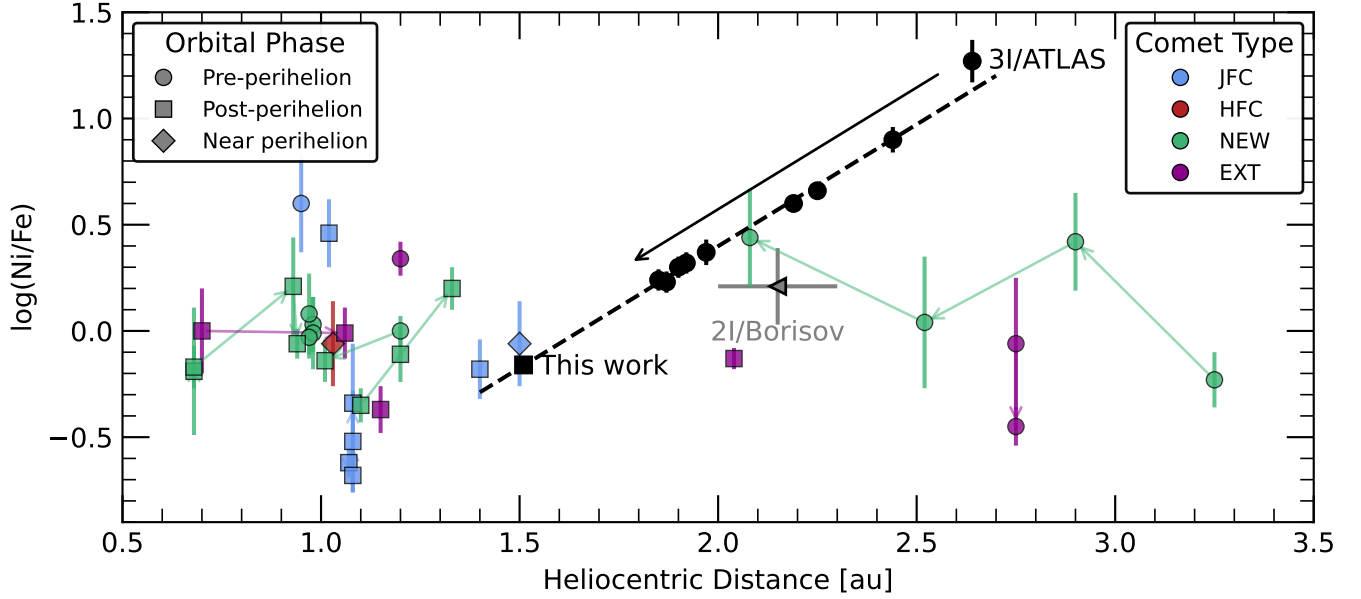 Orbital Phase
Pre-perihelion
Post-perihelion
Near perihelion
Comet Type
JFC
HFC
NEW
EXT
3I/ATLAS
2I/Borisov
This work
1.5
1.0
0.5
0.0
−0.5
log(Ni/Fe)
0.5 1.0 1.5 2.0 2.5 3.0 3.5
Heliocentric Distance [au]